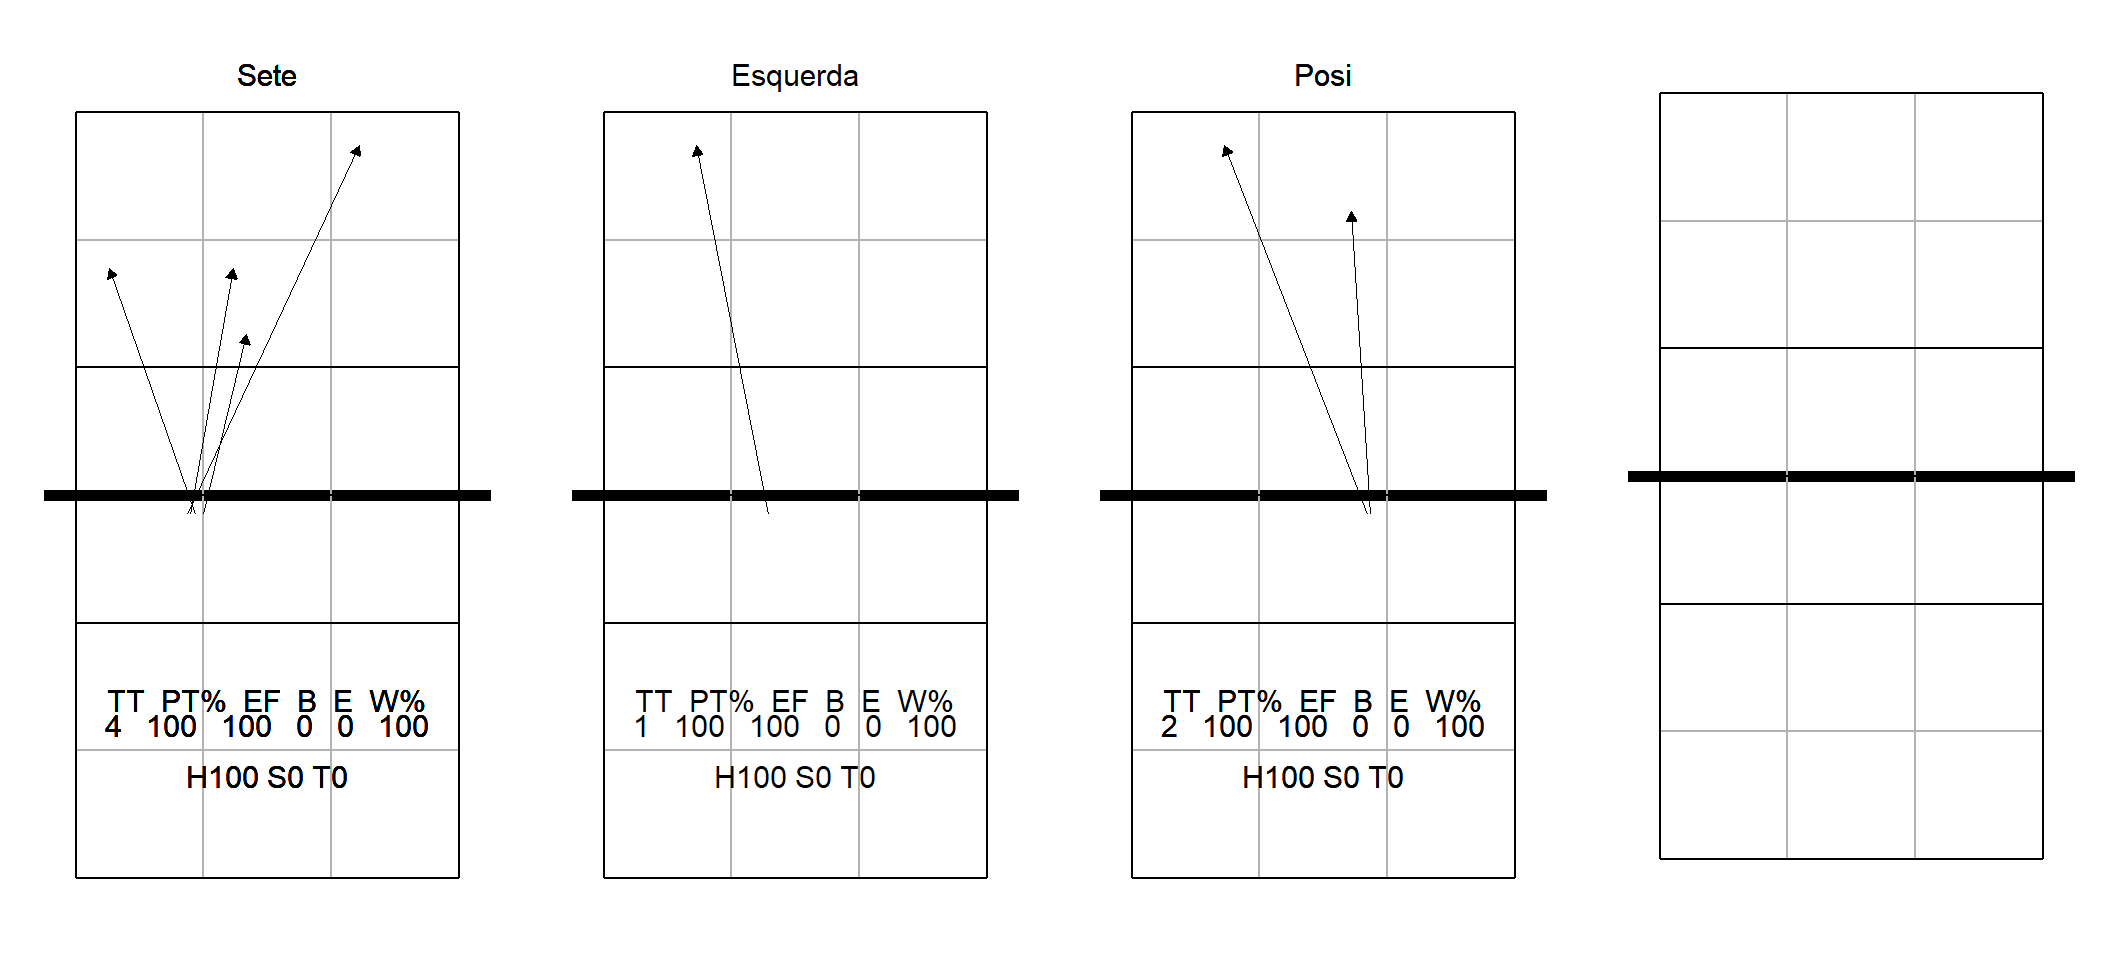 Sete
TT PT% EF B E W%
4 100 100 0 0 100
H100 S0 T0
Esquerda
TT PT% EF B E W%
1 100 100 0 0 100
H100 S0 T0
Posi
TT PT% EF B E W%
2 100 100 0 0 100
H100 S0 T0